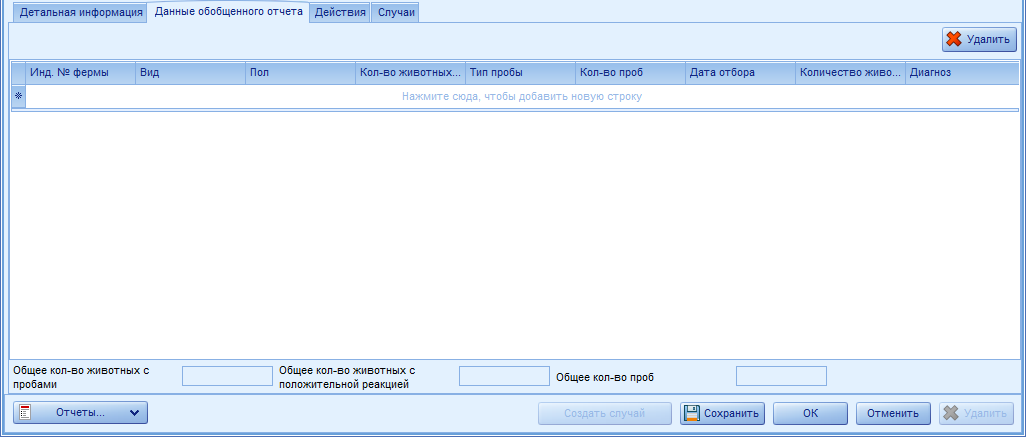 Детальная информация Данные обобщенного отчета Действия Случаи
Удалить
Инд. № фермы Вид Пол Кол-во животных... Тип пробы Кол-во проб Дата отбора Количество живо... Диагноз
Нажмите сюда, чтобы добавить новую строку
Общее кол-во животных с
пробами
Общее кол-во животных с
положительной реакцией
Общее кол-во проб
Отчеты... Создать случай Сохранить ОК Отменить Удалить